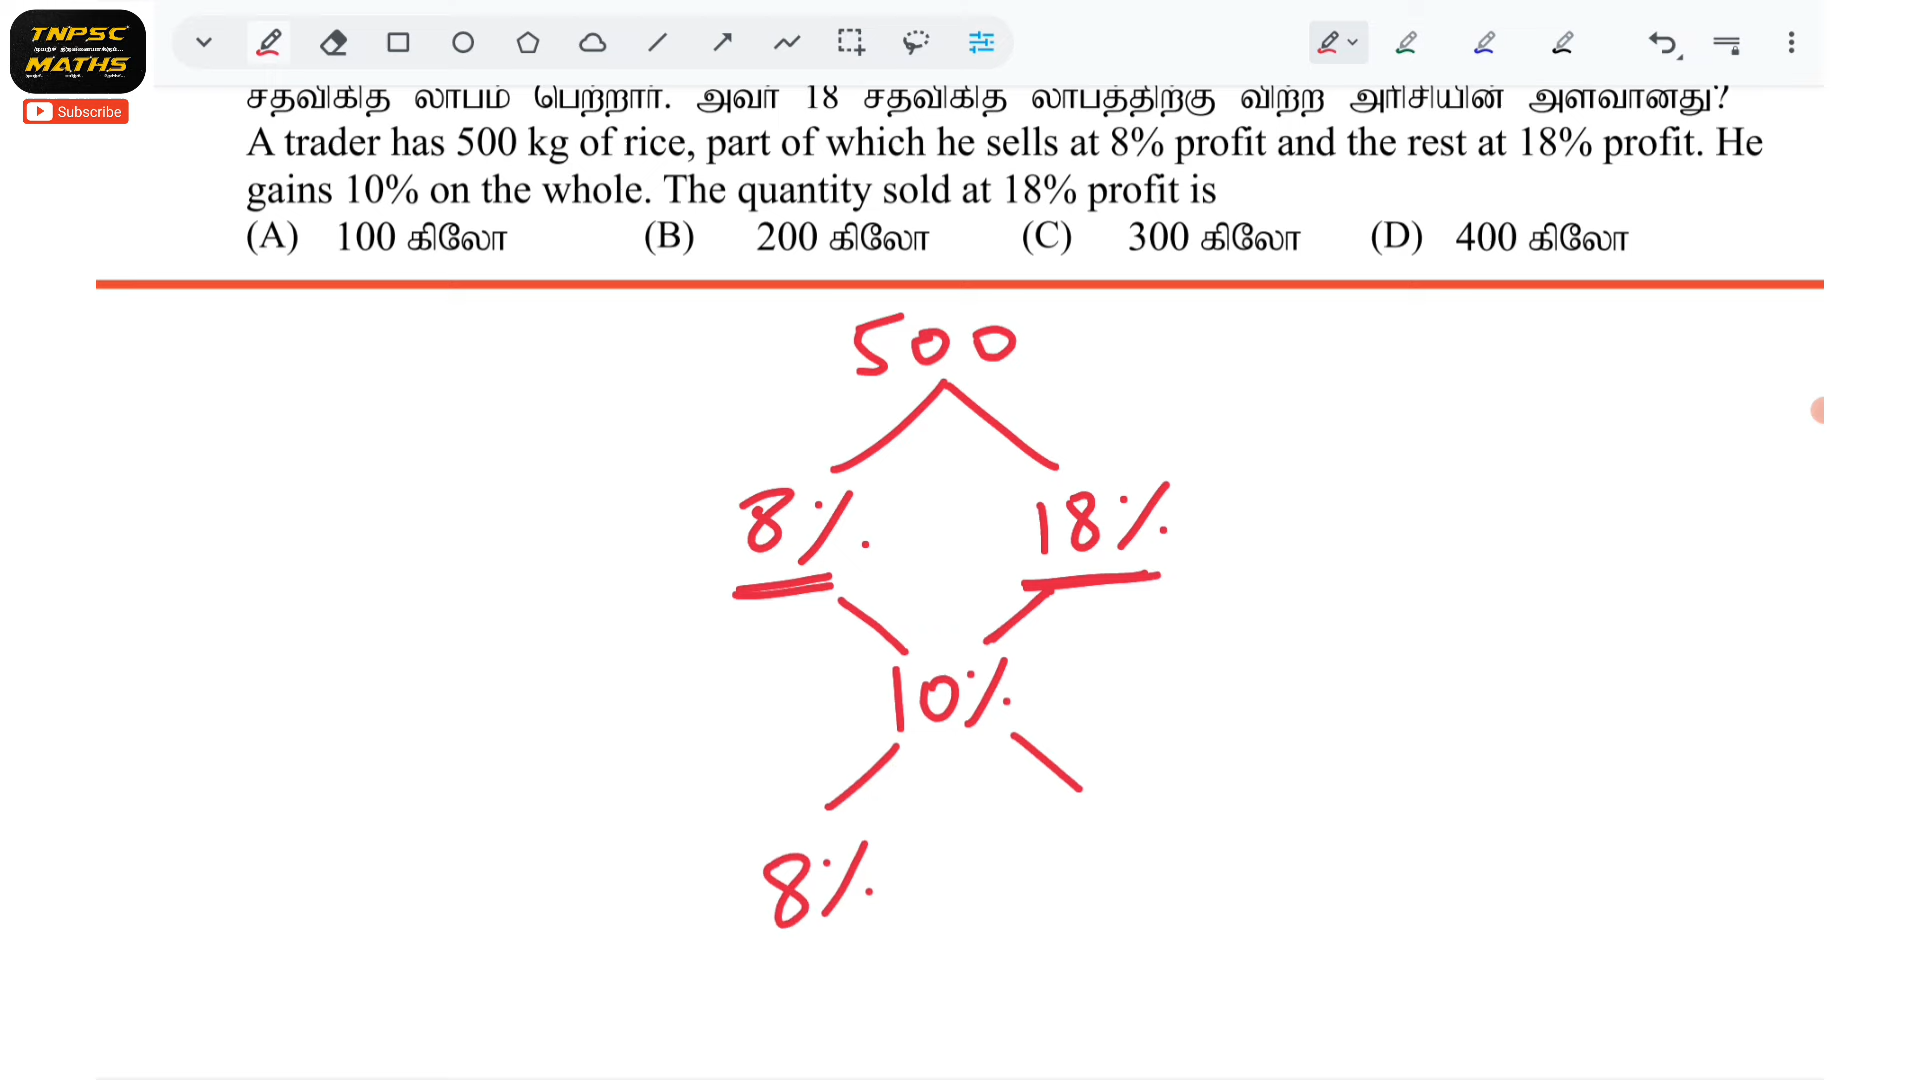 TNPSC
MATHS
Subscribe
சதவிகித லாபம் பெற்றார். அவர் 18 சதவிகித லாபத்திற்கு விற்ற அரிசியின் அளவானது?
A trader has 500 kg of rice, part of which he sells at 8% profit and the rest at 18% profit. He
gains 10% on the whole. The quantity sold at 18% profit is
(A) 100 கிலோ (B) 200 கிலோ (C) 300 கிலோ (D) 400 கிலோ
500
8% 18%
10%
8%